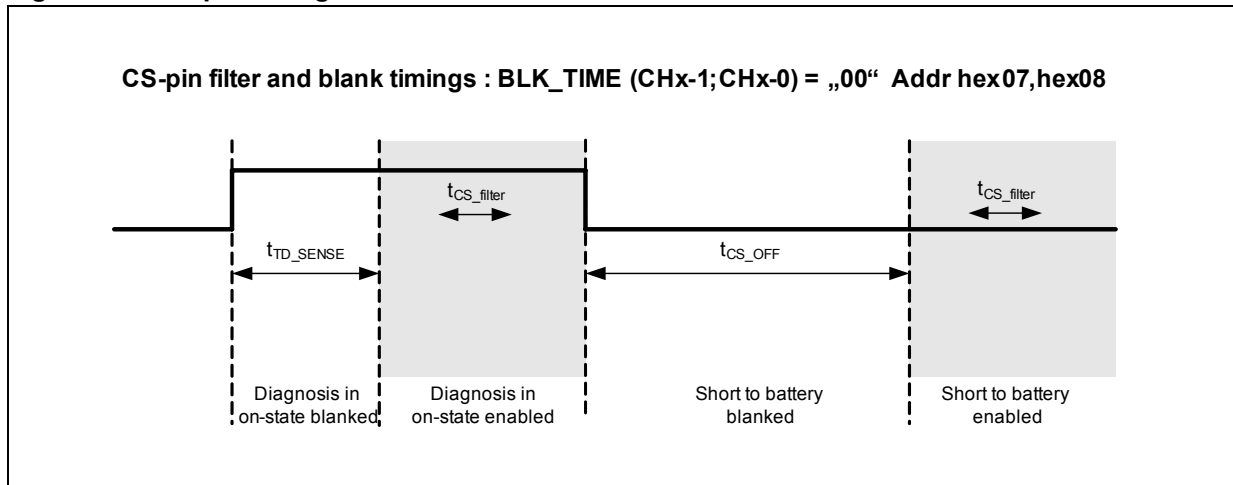 CS-pin filter and blank timings : BLK_TIME (CHx-1;CHx-0) = „00“ Addr hex07,hex08
tCS_filter
tCS_filter
tTD_SENSE
tCS_OFF
Diagnosis in
on-state blanked
Diagnosis in
on-state enabled
Short to battery
blanked
Short to battery
enabled